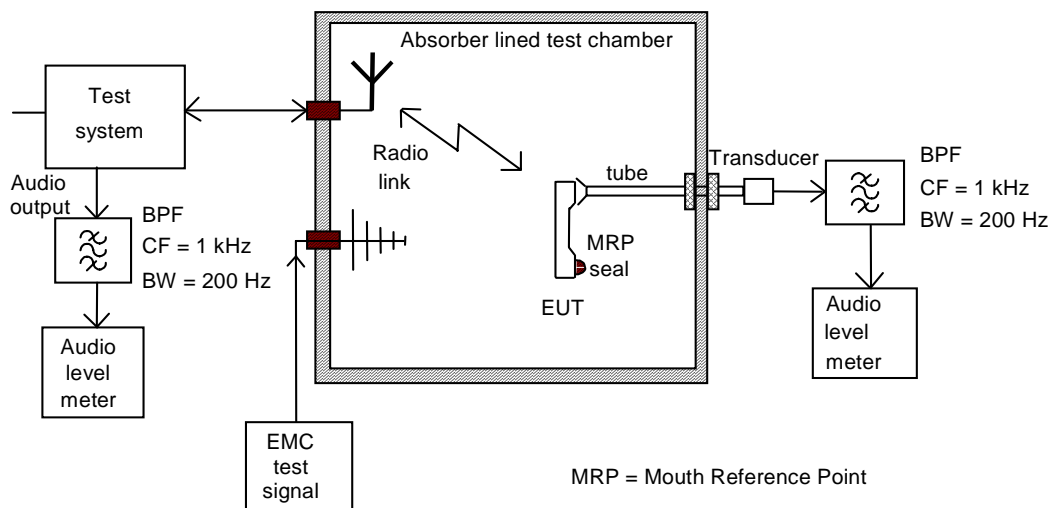 Absorber lined test chamber
Test
system
Radio
link
Audio
output
BPF
CF = 1 kHz
BW = 200 Hz
Audio
level
meter
EMC
test
signal
tube
MRP
seal
EUT
Transducer
BPF
CF = 1 kHz
BW = 200 Hz
Audio
level
meter
MRP = Mouth Reference Point